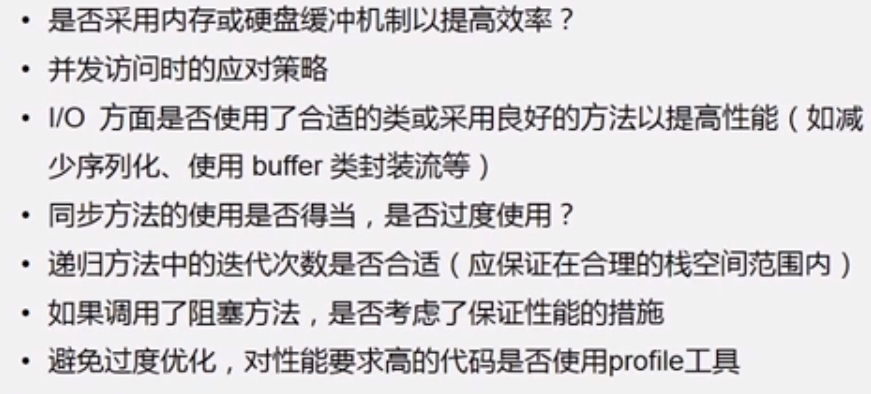 • 是否采用内存或硬盘缓冲机制以提高效率？
• 并发访问时的应对策略
• I/O 方面是否使用了合适的类或采用良好的方法以提高性能（如减
少序列化、使用 buffer 类封装流等）
• 同步方法的使用是否得当，是否过度使用？
• 递归方法中的迭代次数是否合适（应保证在合理的栈空间范围内）
• 如果调用了阻塞方法，是否考虑了保证性能的措施
• 避免过度优化，对性能要求高的代码是否使用profile工具